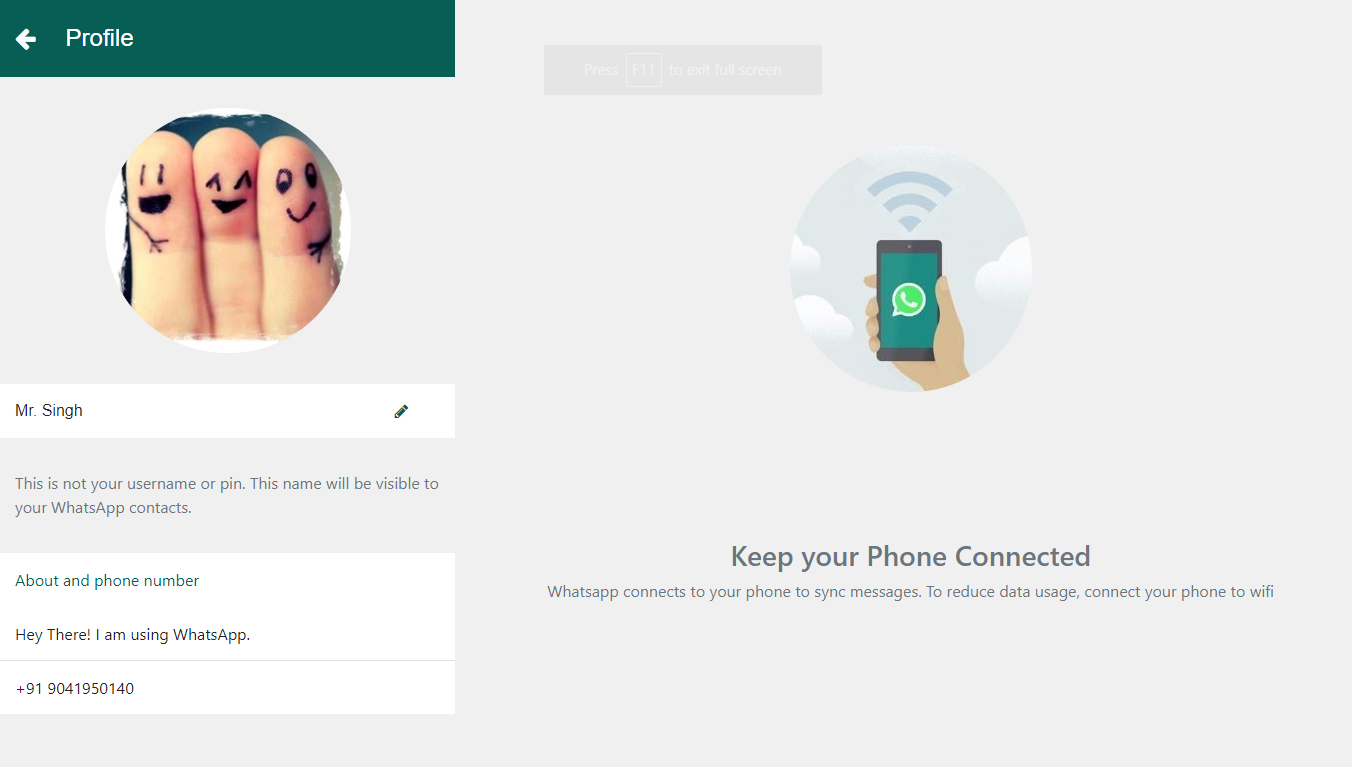 Profile
Press F11 to exit full screen
Mr. Singh
This is not your username or pin. This name will be visible to
your WhatsApp contacts.
About and phone number
Hey There! I am using WhatsApp.
+91 9041950140
Keep your Phone Connected
Whatsapp connects to your phone to sync messages. To reduce data usage, connect your phone to wifi